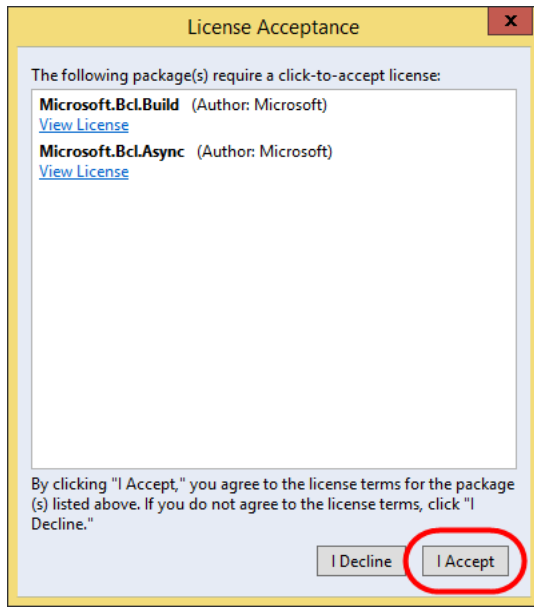 License Acceptance
x
The following package(s) require a click-to-accept license:
Microsoft.Bcl.Build (Author: Microsoft)
View License
Microsoft.Bcl.Async (Author: Microsoft)
View License
By clicking "I Accept," you agree to the license terms for the package
(s) listed above. If you do not agree to the license terms, click "I
Decline."
I Decline I Accept